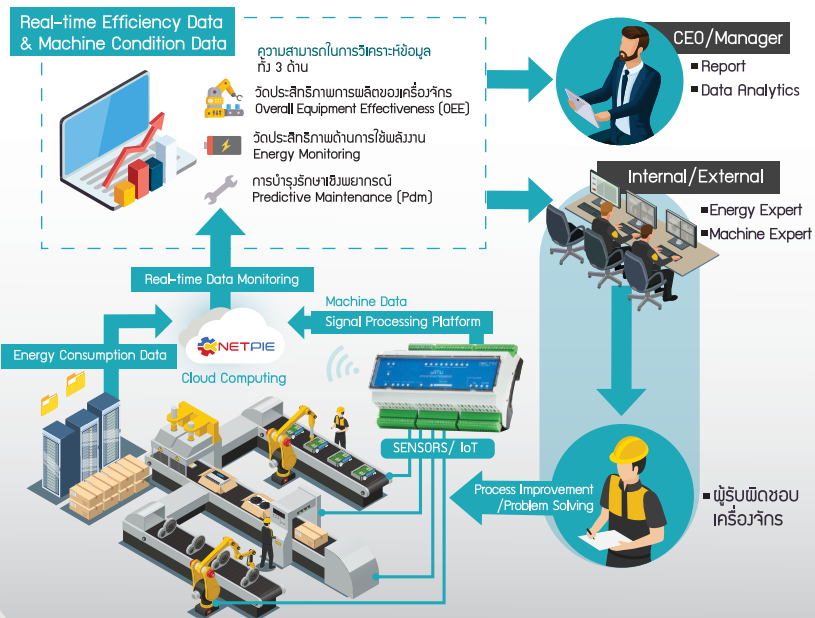 Real-time Efficiency Data
& Machine Condition Data
ความสามารถในการวิเคราะห์ข้อมูล
ทั้ง 3 ด้าน
วัดประสิทธิภาพการผลิตของเครื่องจักร
Overall Equipment Effectiveness (OEE)
วัดประสิทธิภาพด้านการใช้พลังงาน
Energy Monitoring
การบำรุงรักษาเชิงพยากรณ์
Predictive Maintenance (Pdm)
CEO/Manager
Report
Data Analytics
Internal/External
Energy Expert
Machine Expert
Real-time Data Monitoring
Machine Data
Signal Processing Platform
NETPIE
Energy Consumption Data
Cloud Computing
SENSORS/ IoT
Process Improvement
/Problem Solving
ผู้รับผิดชอบ
เครื่องจักร